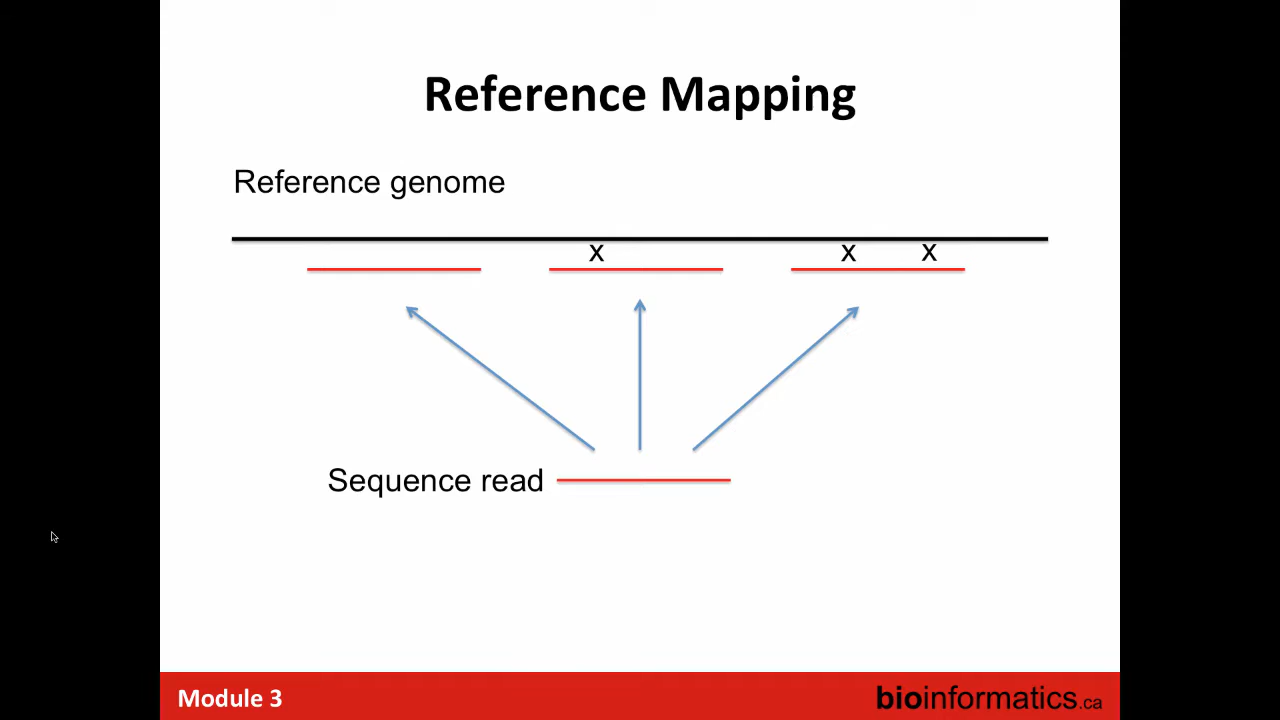 Reference Mapping
Reference genome
x x x
Sequence read
Module 3
bioinformatics.ca